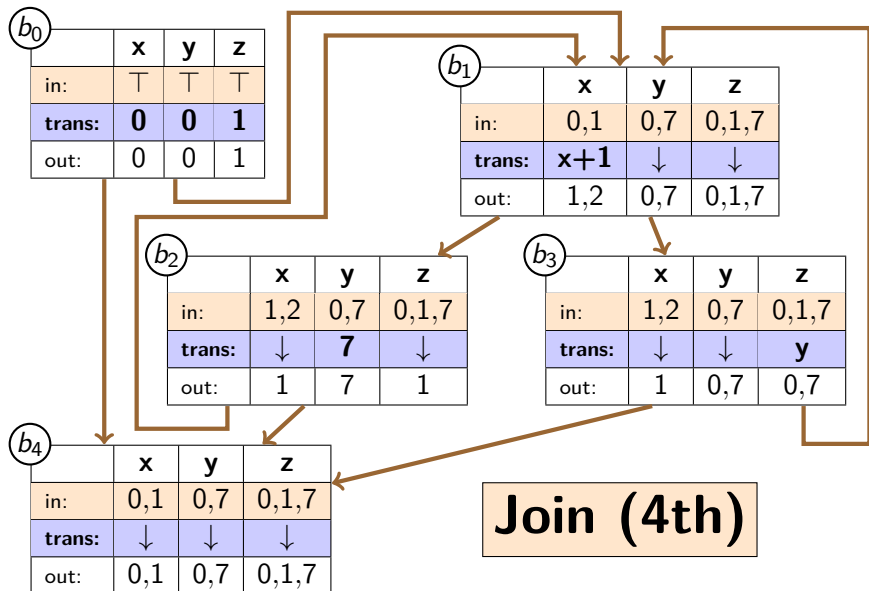 b0
x y z
in: ⊤ ⊤ ⊤
trans: 0 0 1
out: 0 0 1
b1
x y z
in: 0,1 0,7 0,1,7
trans: x+1 ↓ ↓
out: 1,2 0,7 0,1,7
b2
x y z
in: 1,2 0,7 0,1,7
trans: ↓ 7 ↓
out: 1 7 1
b3
x y z
in: 1,2 0,7 0,1,7
trans: ↓ ↓ y
out: 1 0,7 0,7
b4
x y z
in: 0,1 0,7 0,1,7
trans: ↓ ↓ ↓
out: 0,1 0,7 0,1,7
Join (4th)